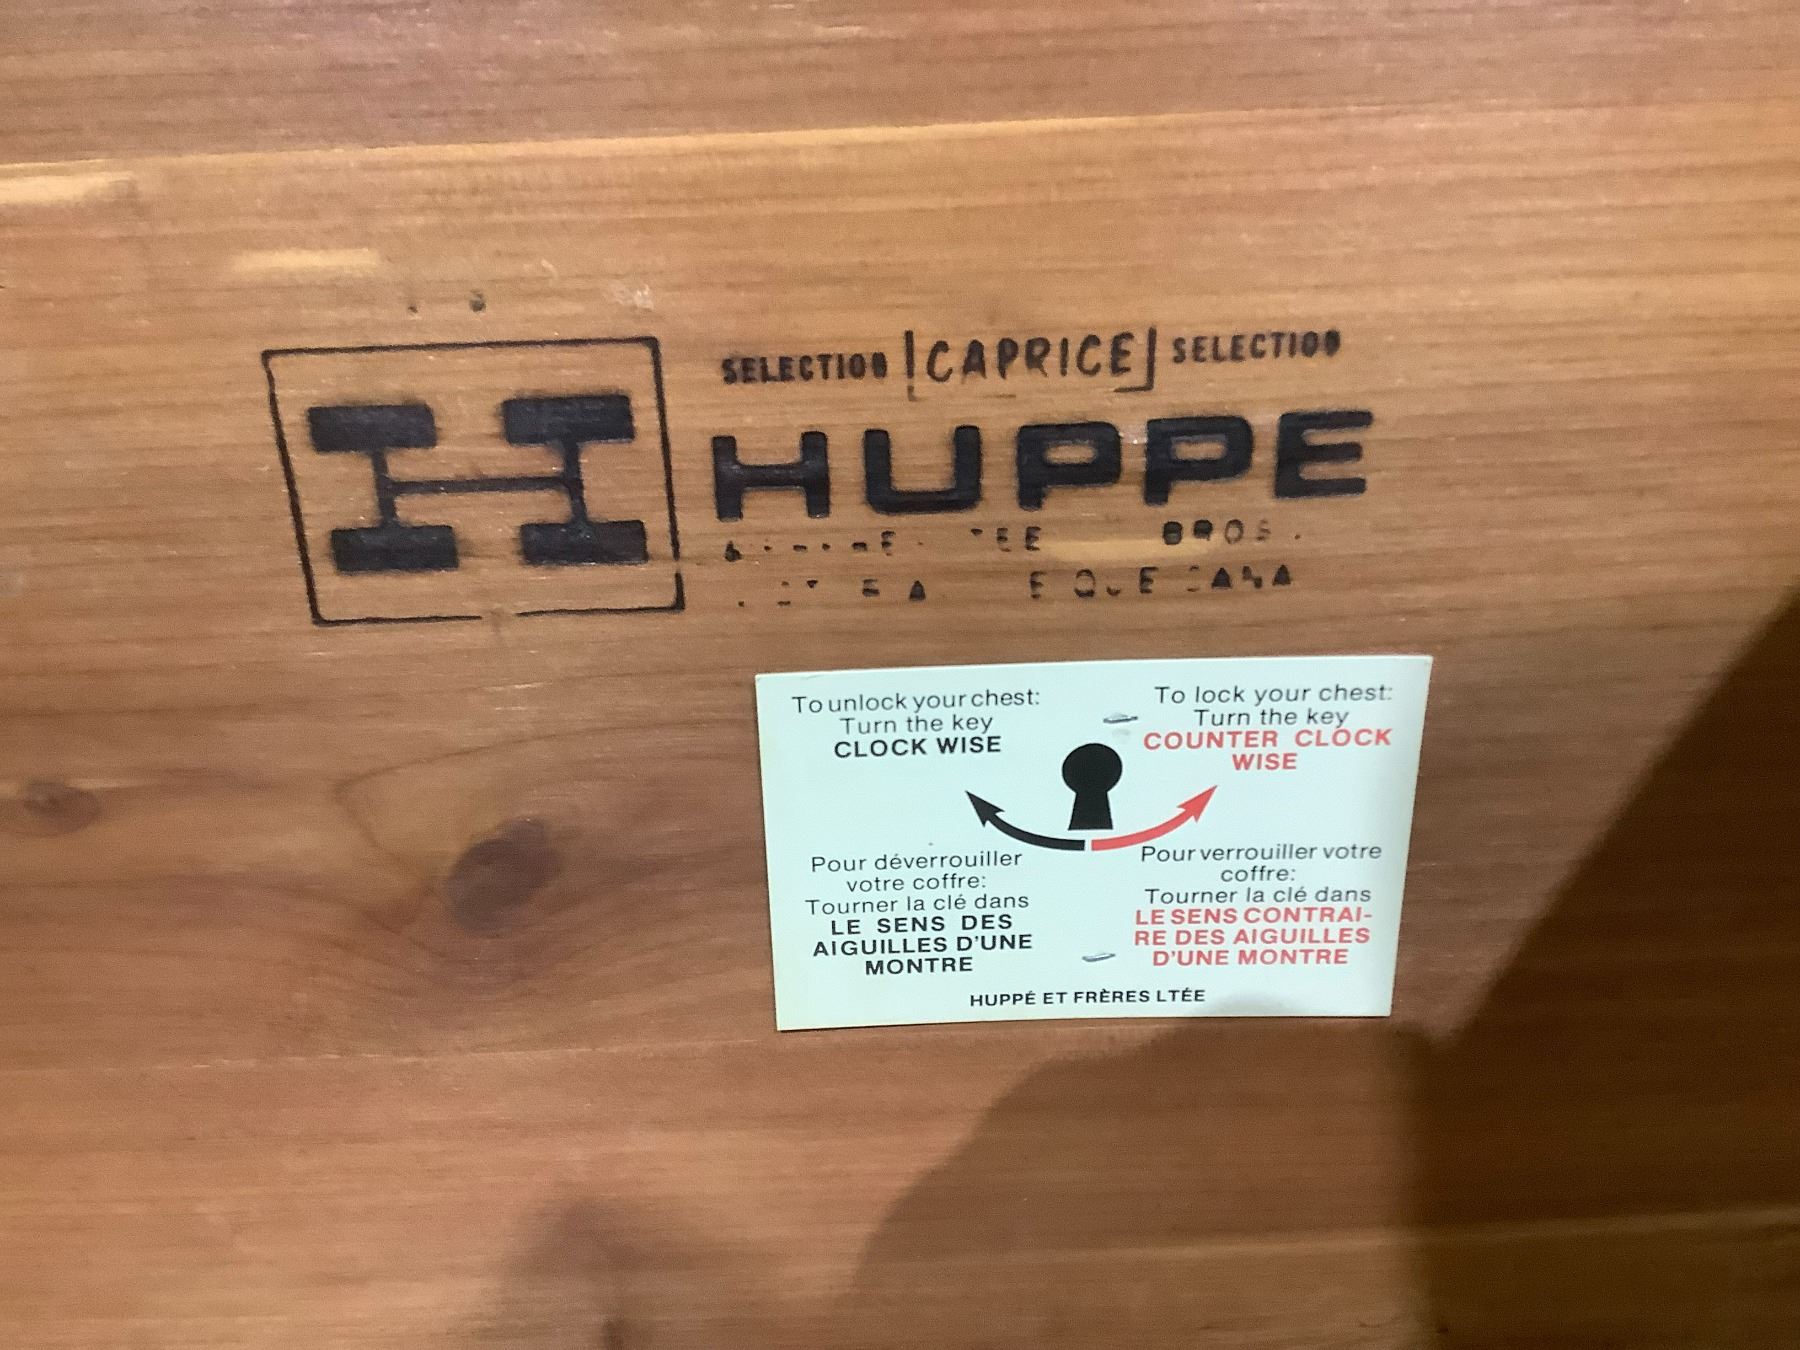 H
SELECTION CAPRICE SELECTION
HUPPE
BROS.
To unlock your chest:
Turn the key
CLOCK WISE
To lock your chest:
Turn the key
COUNTER CLOCK
WISE
Pour déverrouiller
votre coffre:
Tourner la clé dans
LE SENS DES
AIGUILLES D'UNE
MONTRE
Pour verrouiller votre
coffre:
Tourner la clé dans
LE SENS CONTRAI-
RE DES AIGUILLES
D'UNE MONTRE
HUPPÉ ET FRÈRES LTÉE